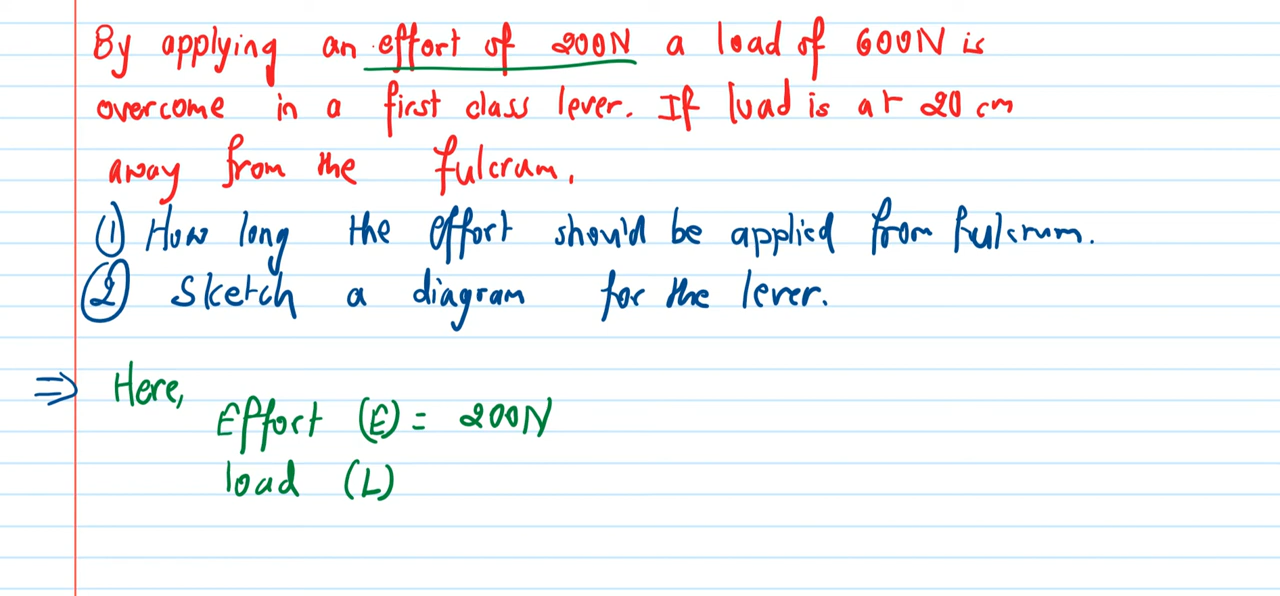 By applying an effort of 200N a load of 600N is
overcome in a first class lever. If load is at 20 cm
away from the fulcrum.
① How long the effort should be applied from fulcrum.
② Sketch a diagram for the lever.
⇒ Here,
Effort (E) = 200N
load (L)